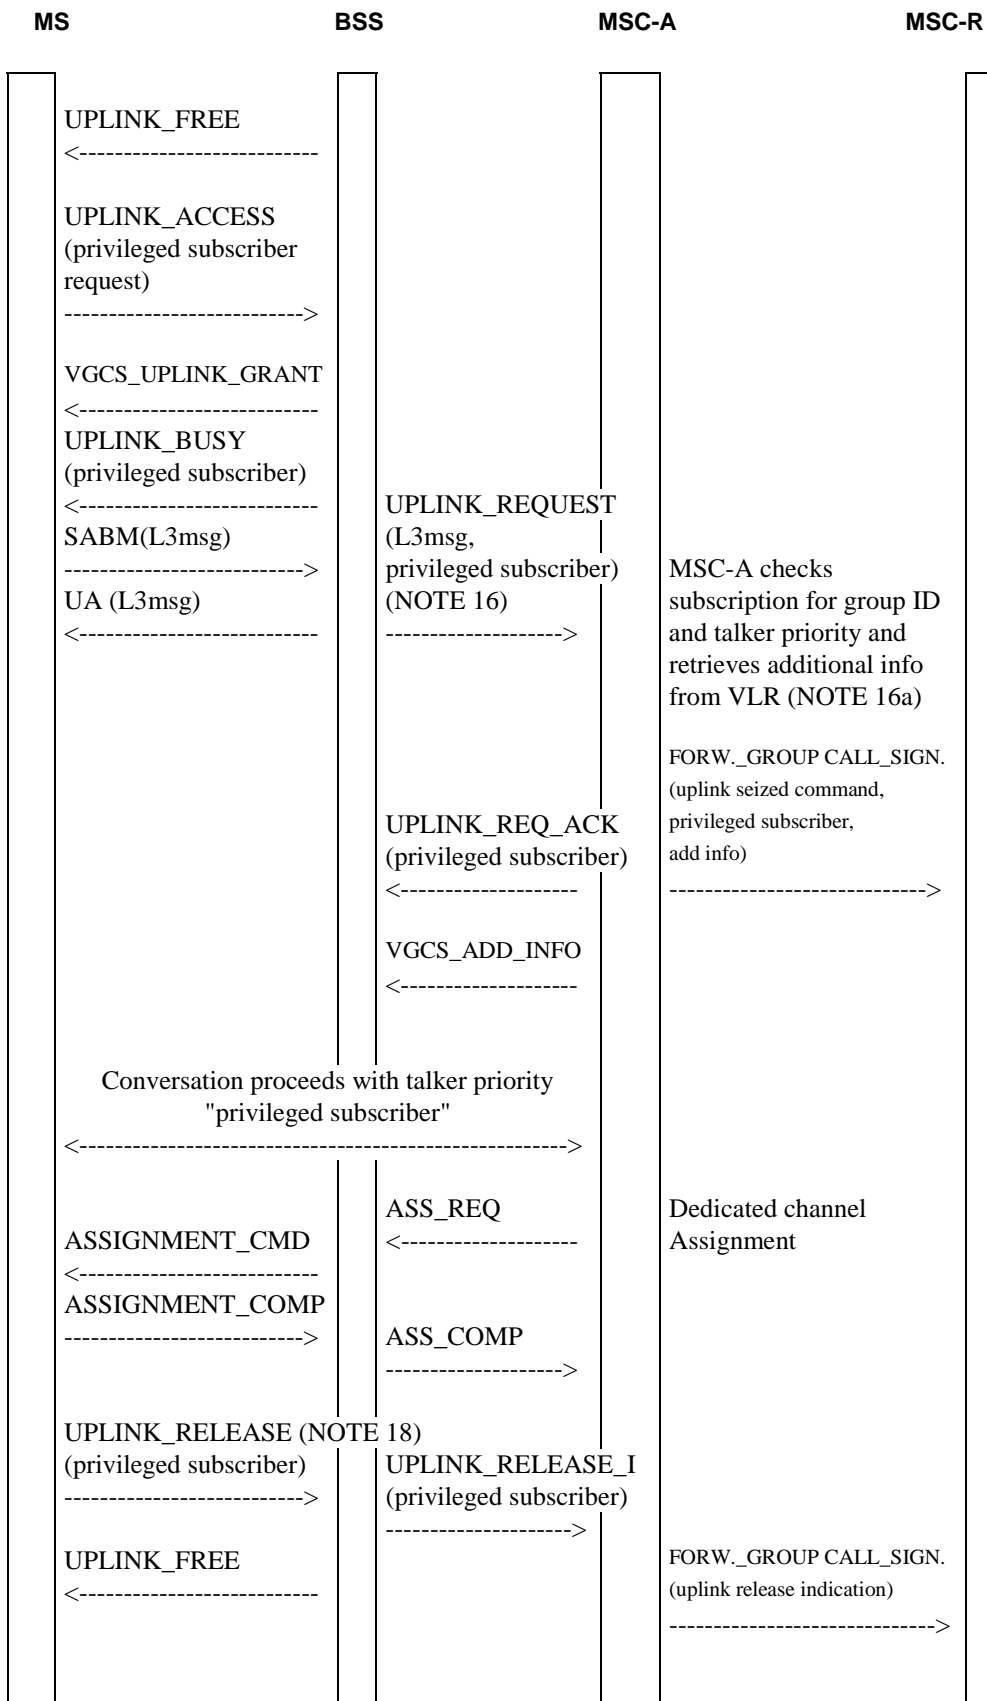 MS BSS MSC-A MSC-R
UPLINK_FREE
<---------------------------
UPLINK_ACCESS
(privileged subscriber
request)
--------------------------->
VGCS_UPLINK_GRANT
<---------------------------
UPLINK_BUSY
(privileged subscriber)
<---------------------------
SABM(L3msg)
--------------------------->
UA (L3msg)
<---------------------------
UPLINK_REQUEST
(L3msg,
privileged subscriber)
(NOTE 16)
-------------------->
MSC-A checks
subscription for group ID
and talker priority and
retrieves additional info
from VLR (NOTE 16a)
FORW._GROUP CALL_SIGN.
(uplink seized command,
privileged subscriber,
add info)
----------------------------->
UPLINK_REQ_ACK
(privileged subscriber)
<--------------------
VGCS_ADD_INFO
<--------------------
Conversation proceeds with talker priority
"privileged subscriber"
<------------------------------------------------------->
ASS_REQ
<--------------------
Dedicated channel
Assignment
ASSIGNMENT_CMD
<---------------------------
ASSIGNMENT_COMP
--------------------------->
ASS_COMP
-------------------->
UPLINK_RELEASE (NOTE 18)
(privileged subscriber)
--------------------------->
UPLINK_RELEASE_I
(privileged subscriber)
--------------------->
UPLINK_FREE
<---------------------------
FORW._GROUP CALL_SIGN.
(uplink release indication)
------------------------------>